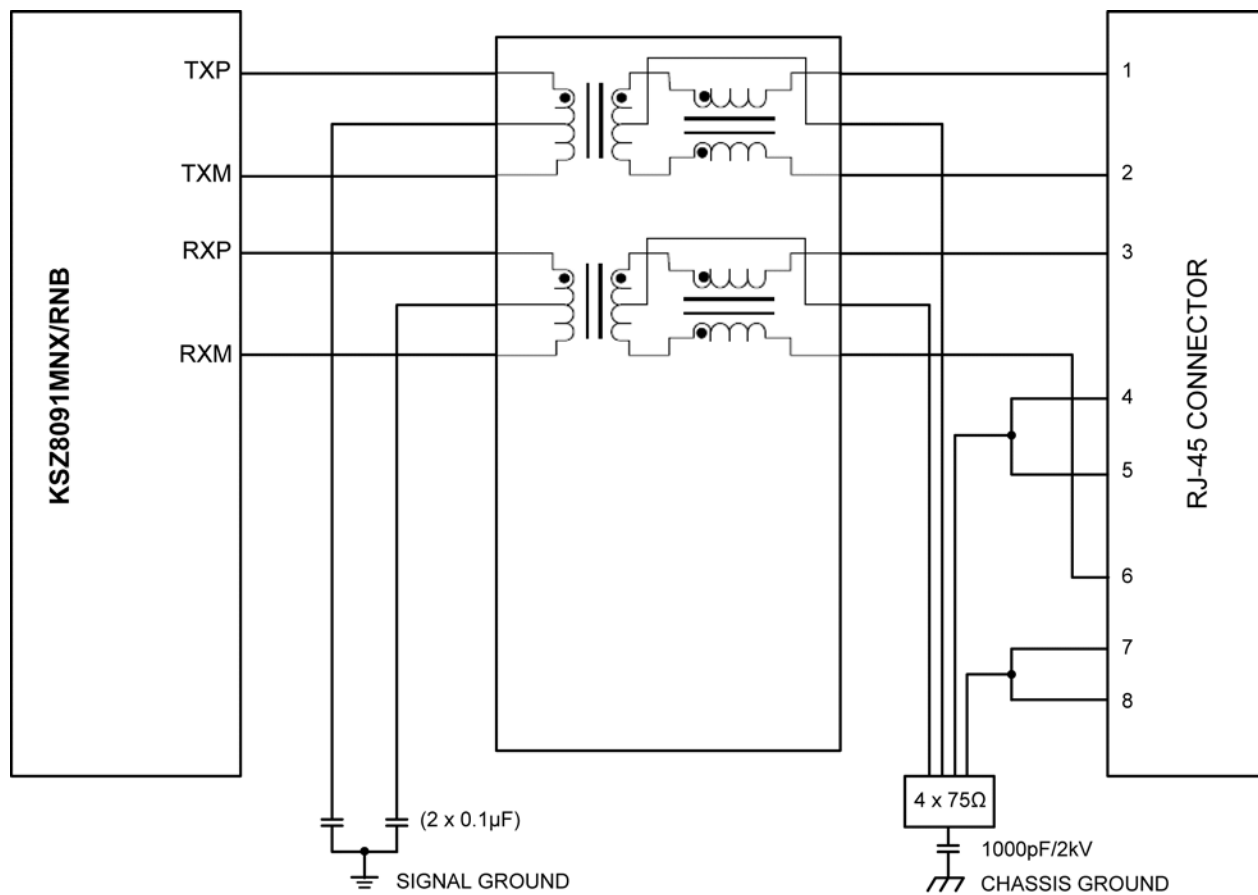 KSZ8091MNX/RNB
TXP
TXM
RXP
RXM
1
2
3
4
5
6
7
8
RJ-45 CONNECTOR
(2 x 0.1µF)
SIGNAL GROUND
4 x 75Ω
1000pF/2kV
CHASSIS GROUND